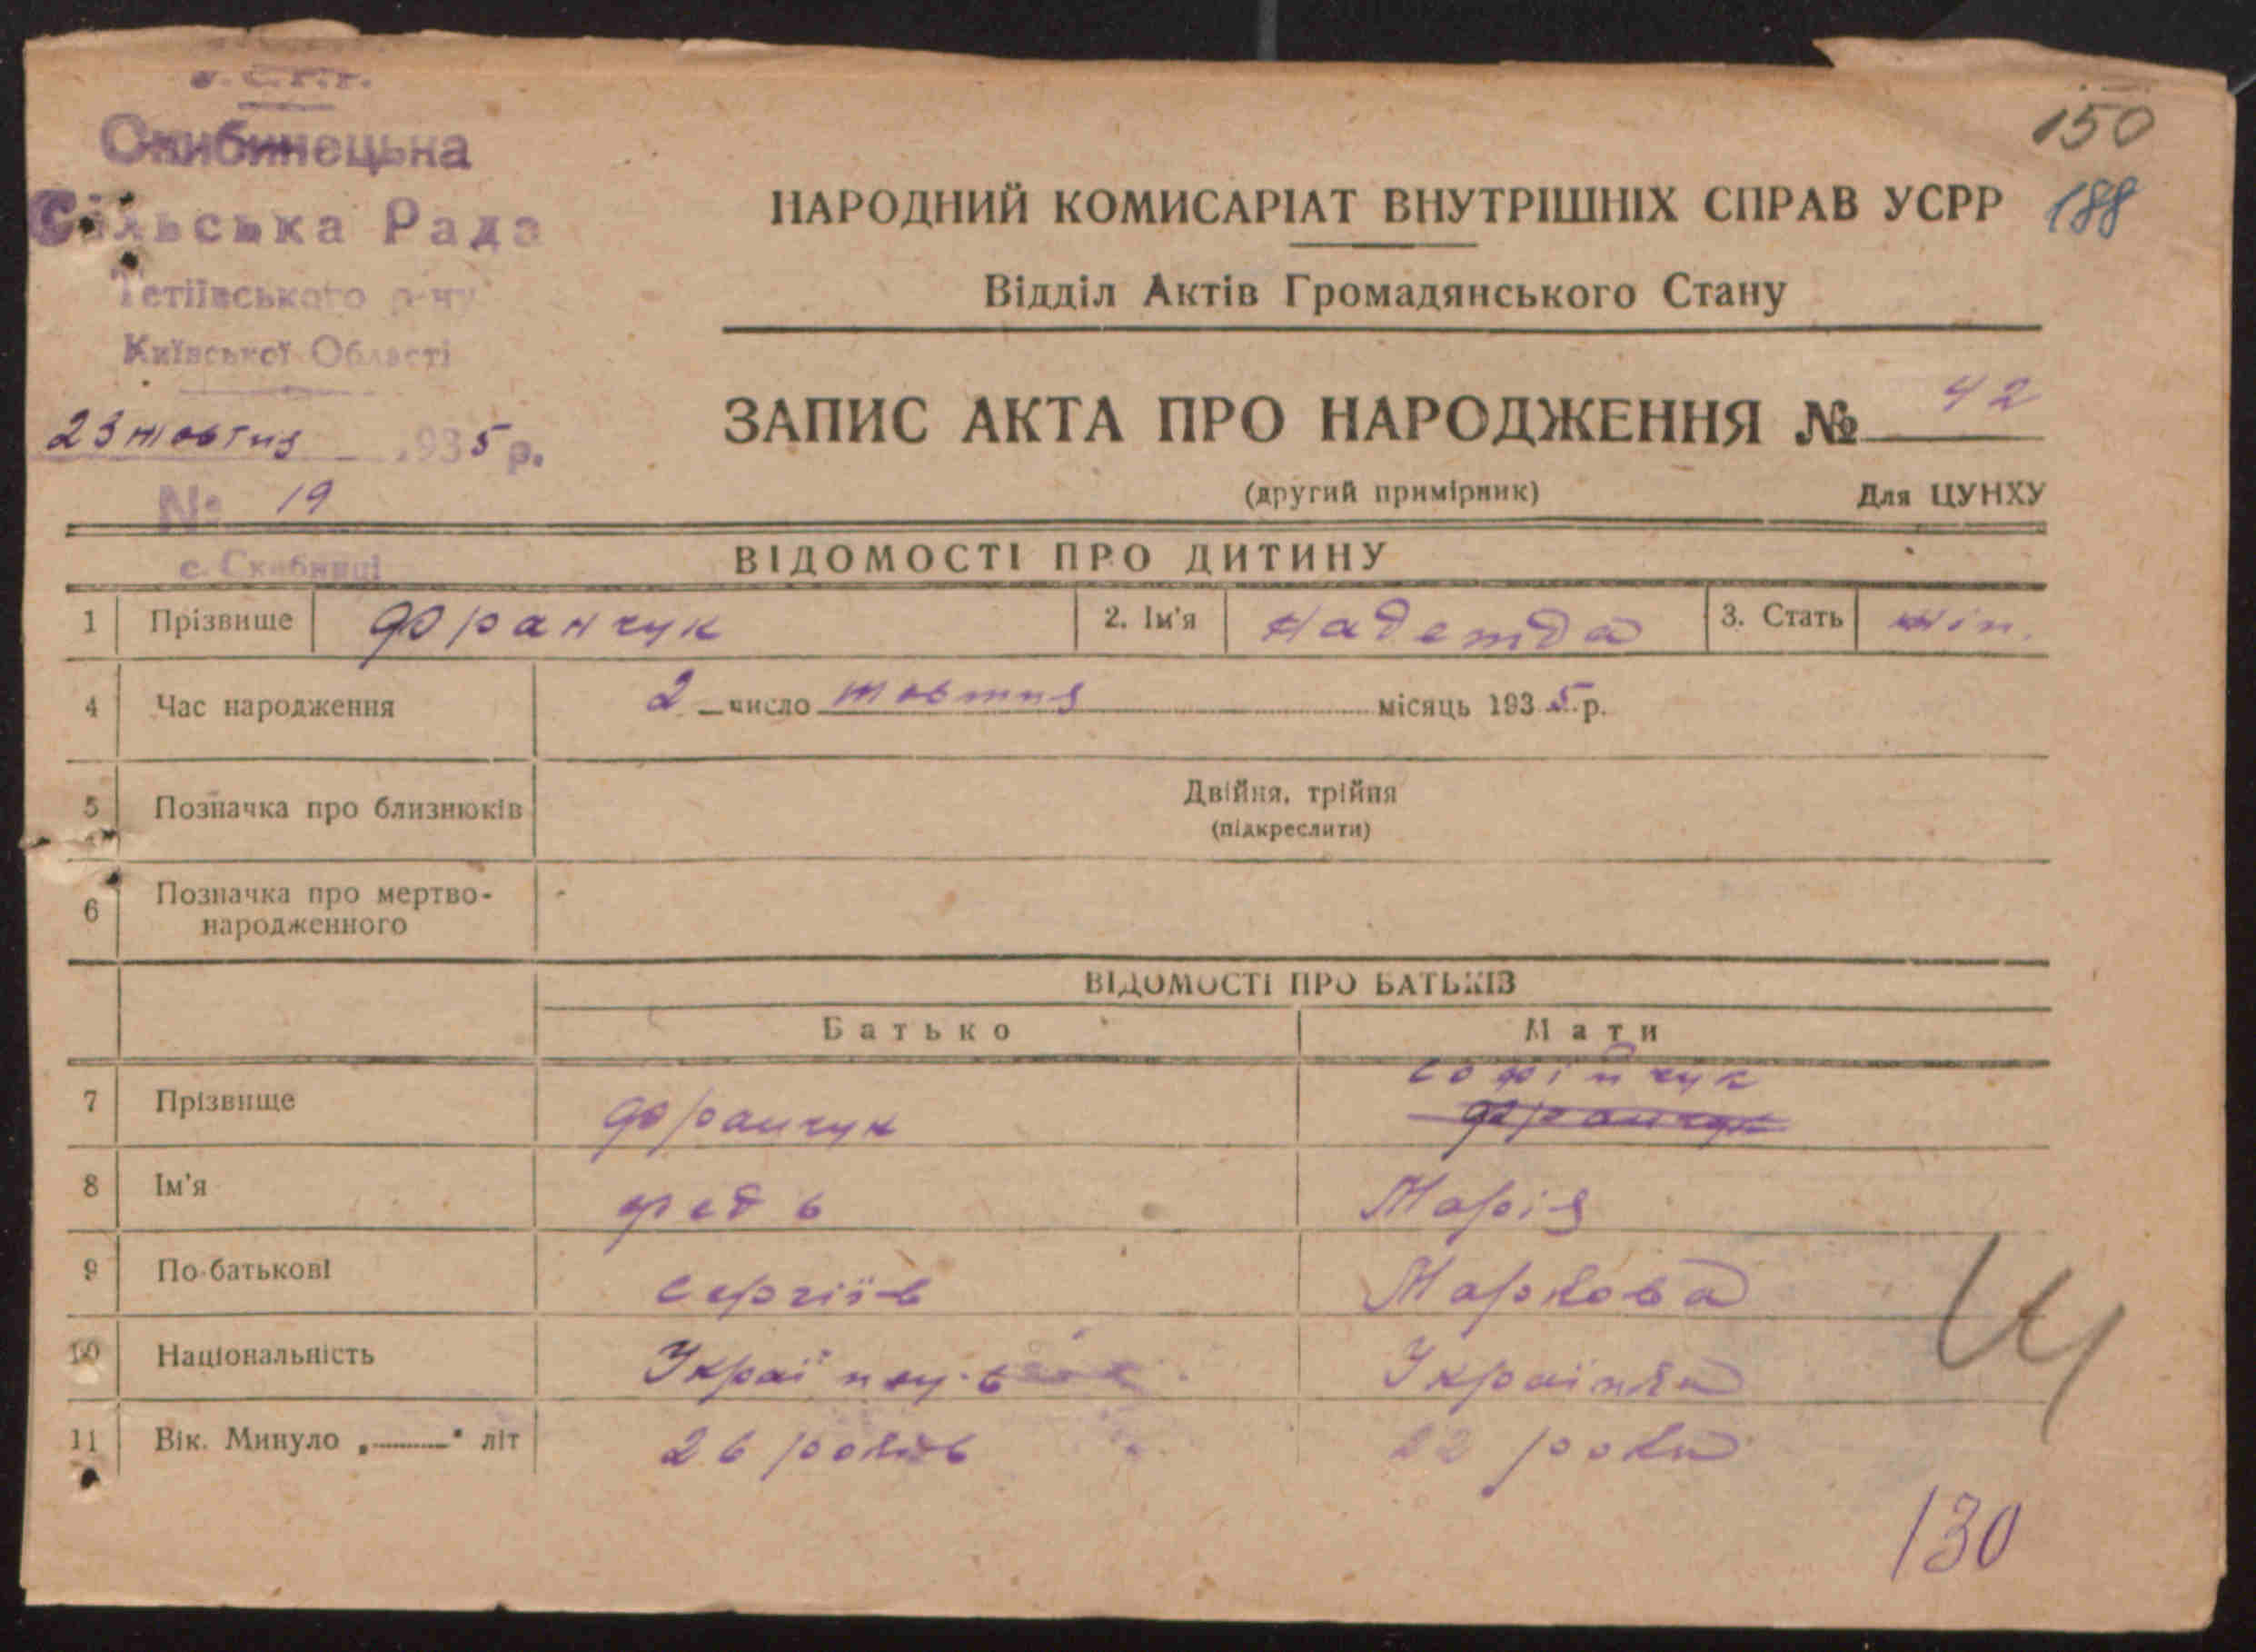 У.С.Р.Р.
Скибинецька
Сільська Рада
Тетіївського р-ну
Київської Області
23 жовтня 1935 р.
№ 19
с. Скибинці
150
188
НАРОДНИЙ КОМИСАРІАТ ВНУТРІШНІХ СПРАВ УСРР
Відділ Актів Громадянського Стану
ЗАПИС АКТА ПРО НАРОДЖЕННЯ № 42
(другий примірник) Для ЦУНХУ
ВІДОМОСТІ ПРО ДИТИНУ
1 Прізвище Франчук 2. Ім'я Надежда 3. Стать жін.
4 Час народження 2 число жовтня місяць 1935 р.
5 Позначка про близнюків Двійня, трійня
(підкреслити)
6 Позначка про мертво-
народженного
ВІДОМОСТІ ПРО БАТЬКІВ
Батько Мати
Софійчук
7 Прізвище Франчук Франчук
8 Ім'я Федь Марія
9 По-батькові Сергіїв Маркова
10 Національність Українец
11 Вік. Минуло „ “ літ 26 років 22 роки
130